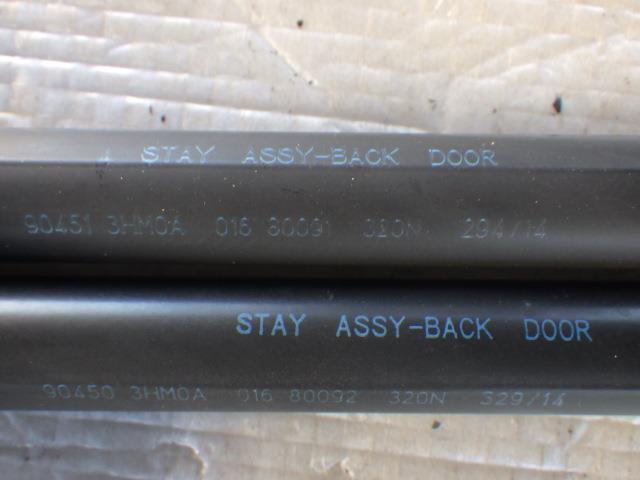 STAY ASSY-BACK DOOR
90451 3HM0A 016 80091 320N 294/14
STAY ASSY-BACK DOOR
90450 3HM0A 016 80092 320N 329/14